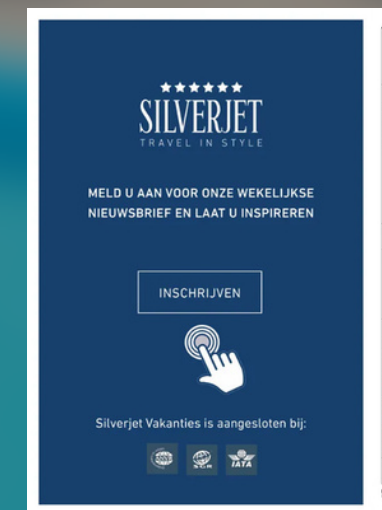 SILVERJET
TRAVEL IN STYLE
MELD U AAN VOOR ONZE WEKELIJKSE
NIEUWSBRIEF EN LAAT U INSPIREREN
INSCHRIJVEN
Silverjet Vakanties is aangesloten bij:
SGR
IATA